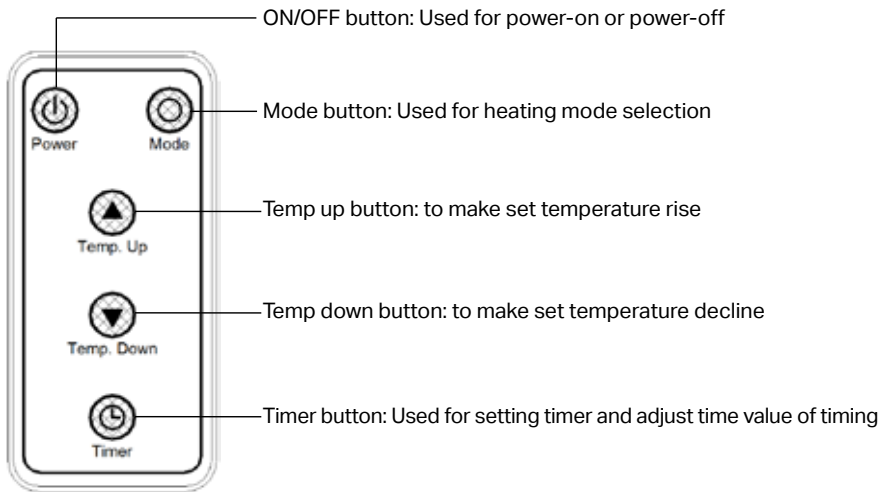 ON/OFF button: Used for power-on or power-off
Power
Mode
Mode button: Used for heating mode selection
Temp up button: to make set temperature rise
Temp. Up
Temp down button: to make set temperature decline
Temp. Down
Timer button: Used for setting timer and adjust time value of timing
Timer